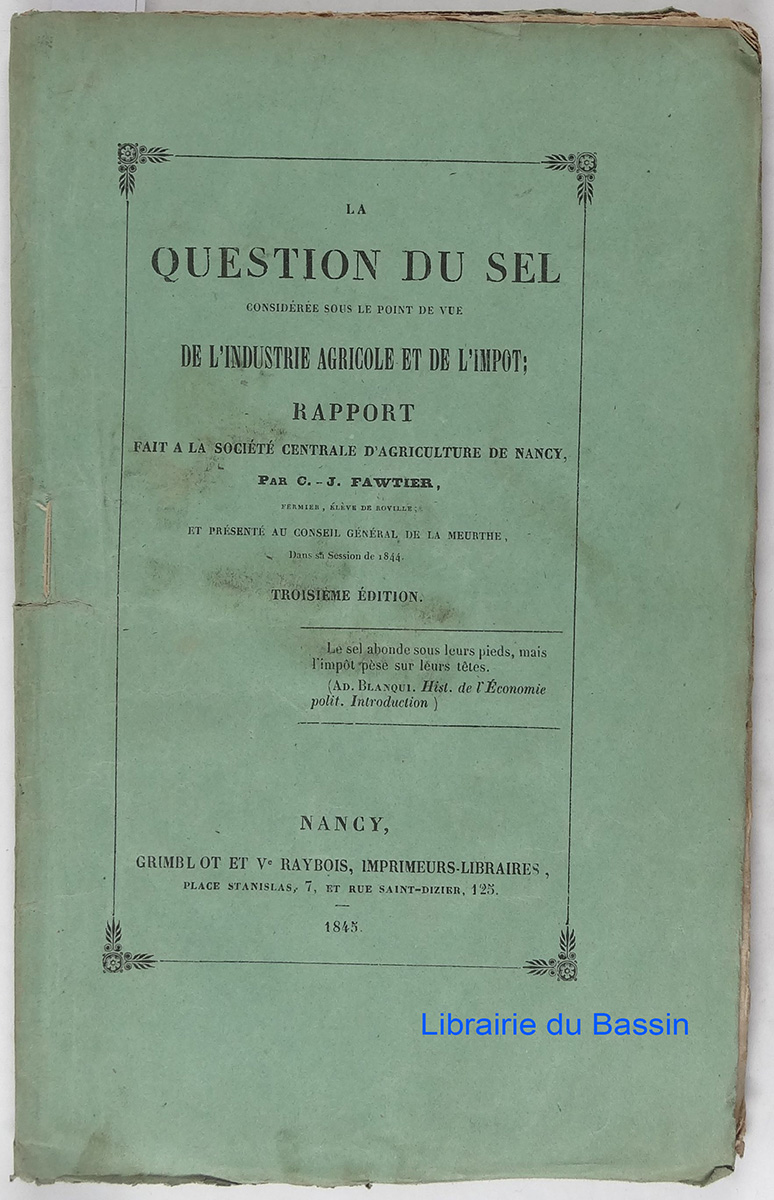 LA
QUESTION DU SEL
CONSIDÉRÉE SOUS LE POINT DE VUE
DE L'INDUSTRIE AGRICOLE ET DE L'IMPOT;
RAPPORT
FAIT A LA SOCIÉTÉ CENTRALE D'AGRICULTURE DE NANCY,
PAR C.-J. FAWTIER,
FERMIER, ÉLÈVE DE ROVILLE;
ET PRÉSENTÉ AU CONSEIL GÉNÉRAL DE LA MEURTHE,
Dans sa Session de 1844.
TROISIÈME ÉDITION.
Le sel abonde sous leurs pieds, mais
l'impôt pèse sur leurs têtes.
(AD. BLANQUI. Hist. de l'Économie
polit. Introduction)
NANCY,
GRIMBLOT ET Ve RAYBOIS, IMPRIMEURS-LIBRAIRES,
PLACE STANISLAS, 7, ET RUE SAINT-DIZIER, 125.
1845.
Librairie du Bassin